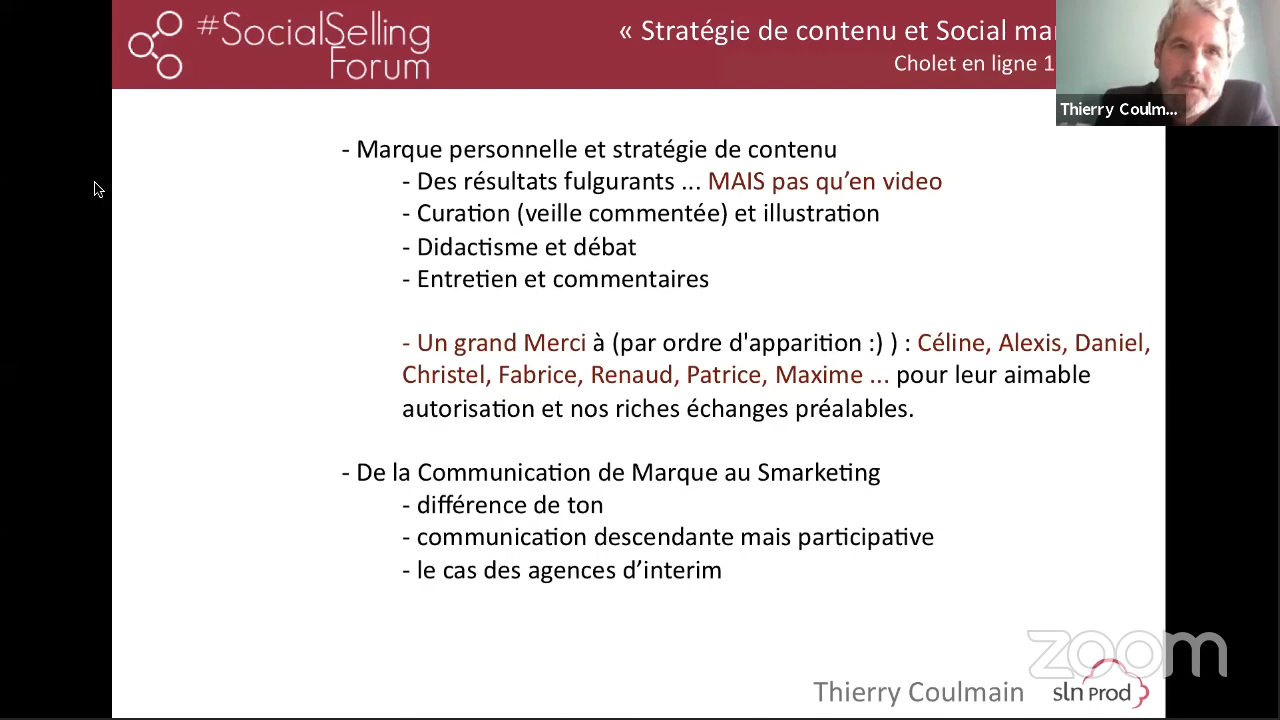 #SocialSelling
Forum
« Stratégie de contenu et Social mar
Cholet en ligne 1
Thierry Coulm...
- Marque personnelle et stratégie de contenu
- Des résultats fulgurants ... MAIS pas qu’en video
- Curation (veille commentée) et illustration
- Didactisme et débat
- Entretien et commentaires
- Un grand Merci à (par ordre d'apparition :) ) : Céline, Alexis, Daniel,
Christel, Fabrice, Renaud, Patrice, Maxime ... pour leur aimable
autorisation et nos riches échanges préalables.
- De la Communication de Marque au Smarketing
- différence de ton
- communication descendante mais participative
- le cas des agences d’interim
zoom
Thierry Coulmain
sln Prod